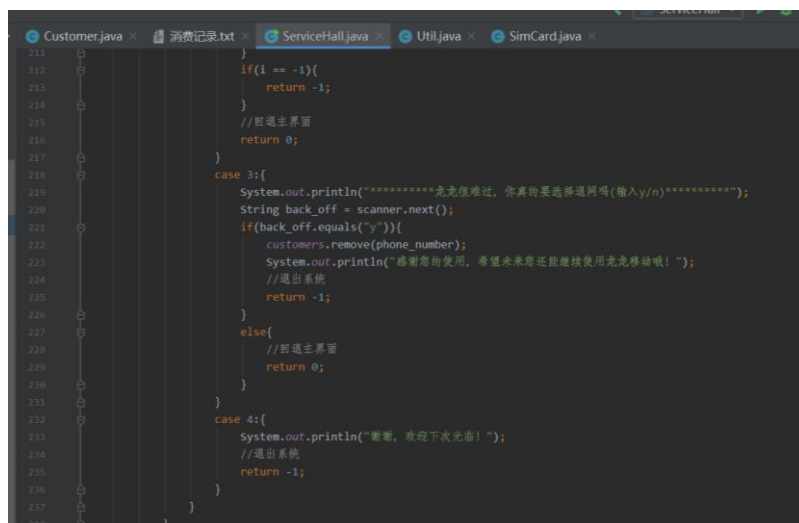 Customer.java × 消费记录.txt × ServiceHall.java × Util.java × SimCard.java ×
211 }
212 if(i == -1){
213 return -1;
214 }
215 //回退主界面
216 return 0;
217 }
218 case 3:{
219 System.out.println("**********龙龙很难过, 你真的要选择退网吗(输入y/n)**********");
220 String back_off = scanner.next();
221 if(back_off.equals("y")){
222 customers.remove(phone_number);
223 System.out.println("感谢您的使用, 希望未来您还能继续使用龙龙移动哦! ");
224 //退出系统
225 return -1;
226 }
227 else{
228 //回退主界面
229 return 0;
230 }
231 }
232 case 4:{
233 System.out.println("谢谢, 欢迎下次光临! ");
234 //退出系统
235 return -1;
236 }
237 }